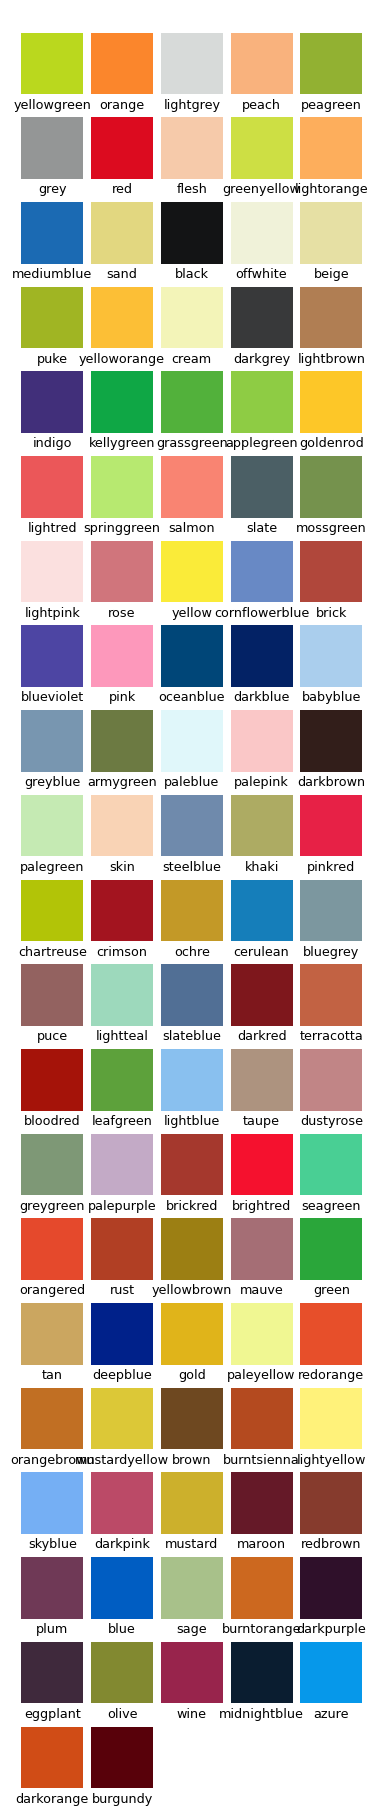 yellowgreen orange lightgrey peach peagreen
grey red flesh greenyellow lightorange
mediumblue sand black offwhite beige
puke yelloworange cream darkgrey lightbrown
indigo kellygreen grassgreen applegreen goldenrod
lightred springgreen salmon slate mossgreen
lightpink rose yellow cornflowerblue brick
blueviolet pink oceanblue darkblue babyblue
greyblue armygreen paleblue palepink darkbrown
palegreen skin steelblue khaki pinkred
chartreuse crimson ochre cerulean bluegrey
puce lightteal slateblue darkred terracotta
bloodred leafgreen lightblue taupe dustyrose
greygreen palepurple brickred brightred seagreen
orangered rust yellowbrown mauve green
tan deepblue gold paleyellow redorange
orangebrown mustardyellow brown burntsienna lightyellow
skyblue darkpink mustard maroon redbrown
plum blue sage burntorange darkpurple
eggplant olive wine midnightblue azure
darkorange burgundy